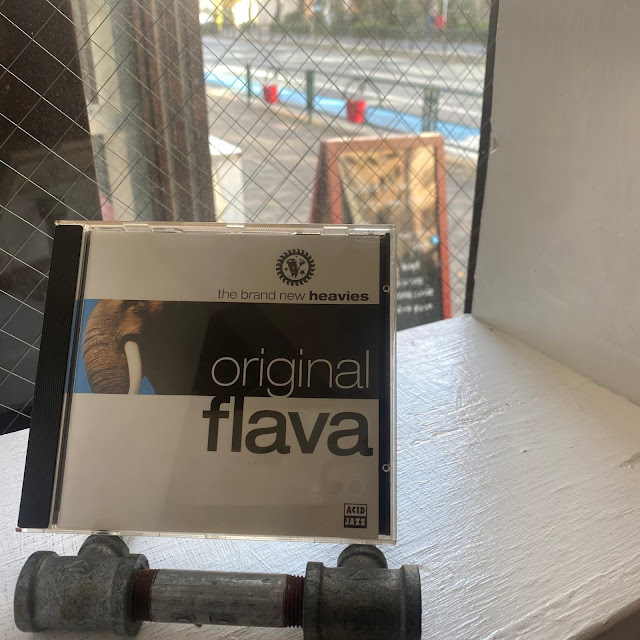 the brand new heavies
original
flava
ACID
JAZZ